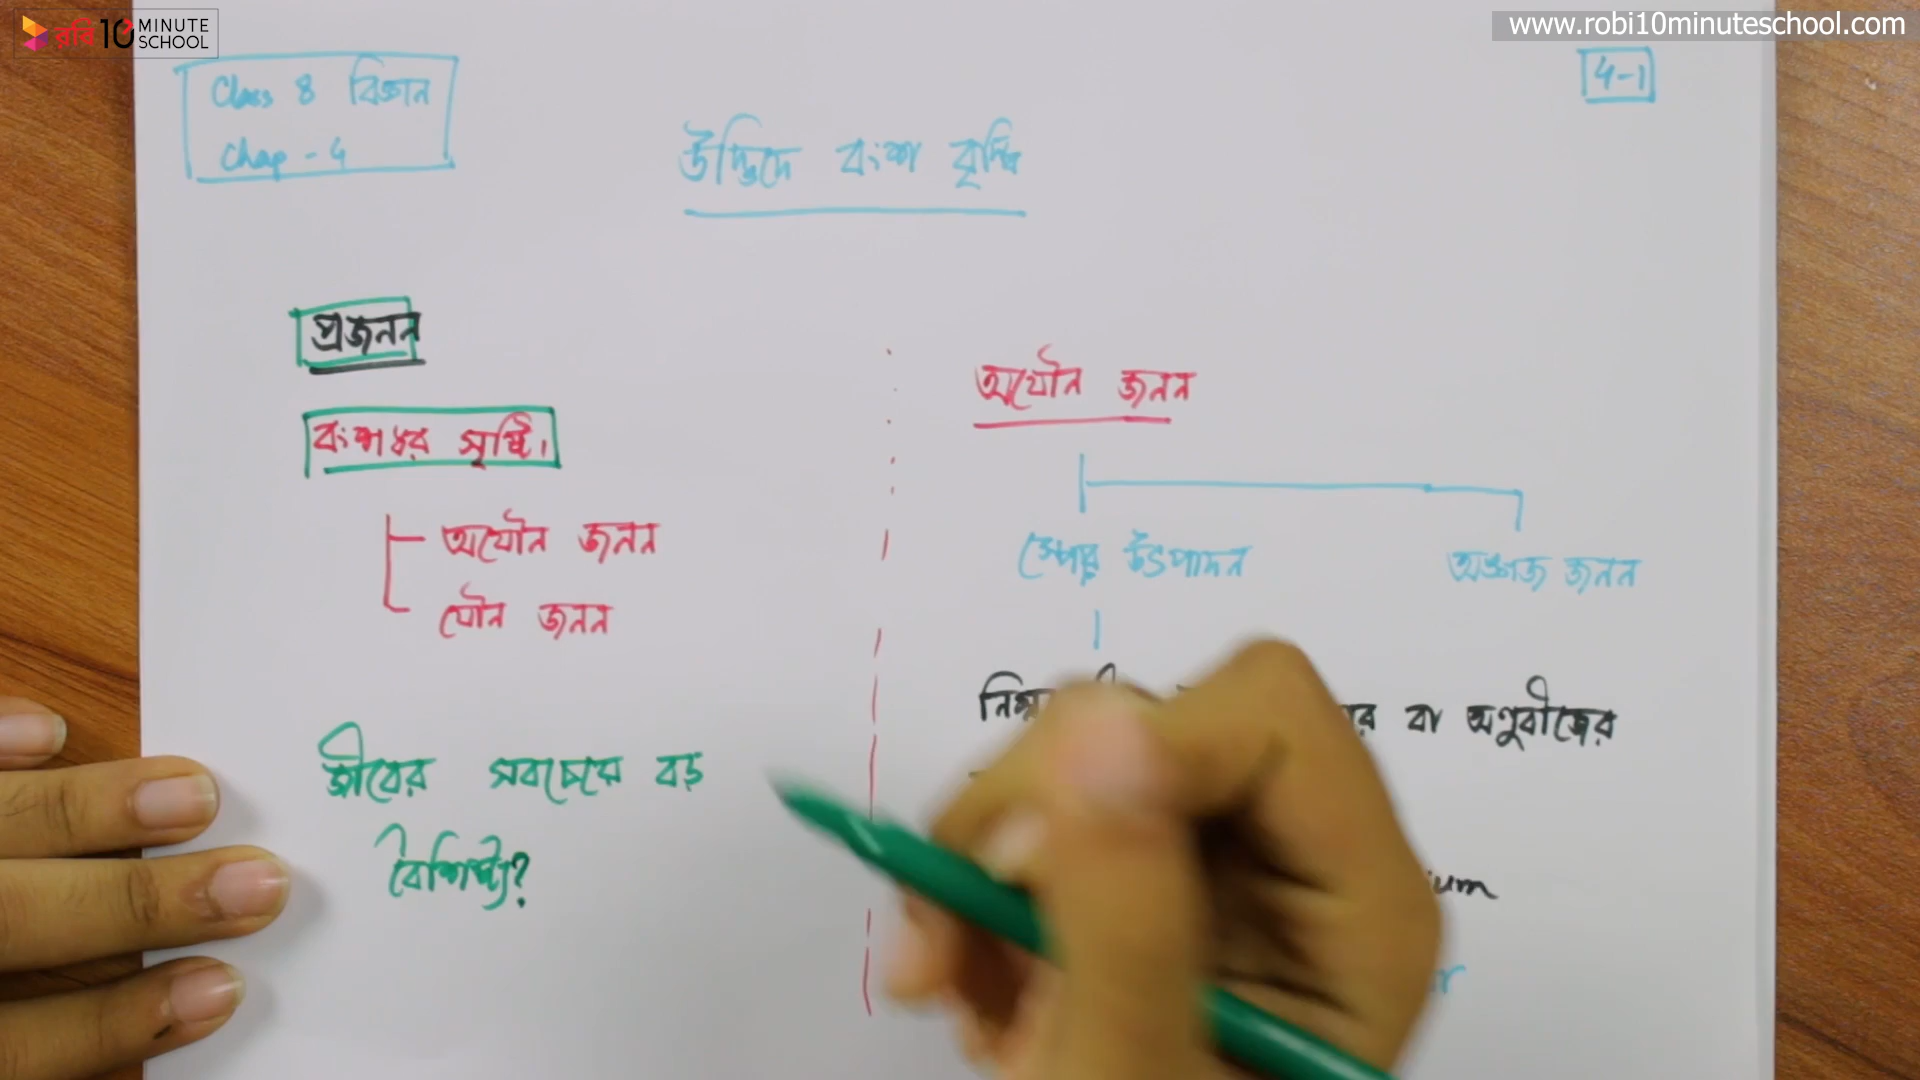 রবি 10 MINUTE SCHOOL
www.robi10minuteschool.com
Class 8 বিজ্ঞান
Chap - 4
4-1
উদ্ভিদে বংশ বৃদ্ধি
প্রজনন
বংশধর সৃষ্টি।
অযৌন জনন
যৌন জনন
জীবের সবচেয়ে বড়
বৈশিষ্ট্য?
অযৌন জনন
স্পোর উৎপাদন
অঙ্গজ জনন
বা অণুবীজের